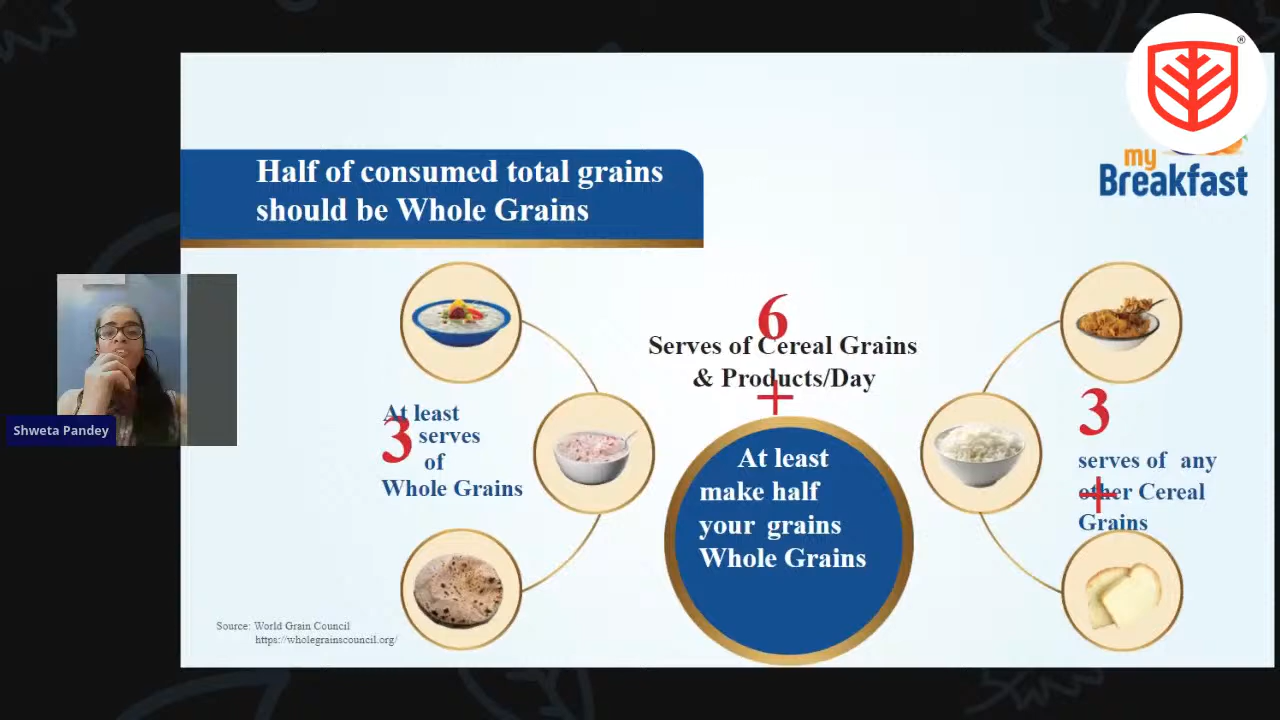 ®
my
Breakfast
Half of consumed total grains
should be Whole Grains
6
Serves of Cereal Grains
& Products/Day
+
At least
3 serves
of
Whole Grains
At least
make half
your grains
Whole Grains
3
serves of any
other Cereal
+
Grains
Shweta Pandey
Source: World Grain Council
https://wholegrainscouncil.org/